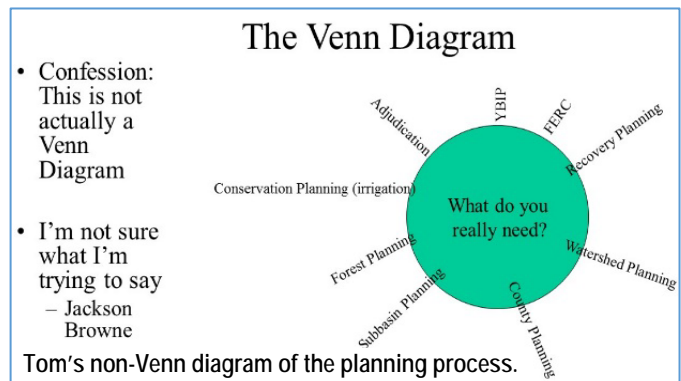 The Venn Diagram
• Confession:
This is not
actually a
Venn
Diagram
• I'm not sure
what I'm
trying to say
– Jackson
Browne
Adjudication
YBIP
FERC
Recovery Planning
Conservation Planning (irrigation)
What do you
really need?
Forest Planning
Watershed Planning
Subbasin Planning
County Planning
Tom's non-Venn diagram of the planning process.